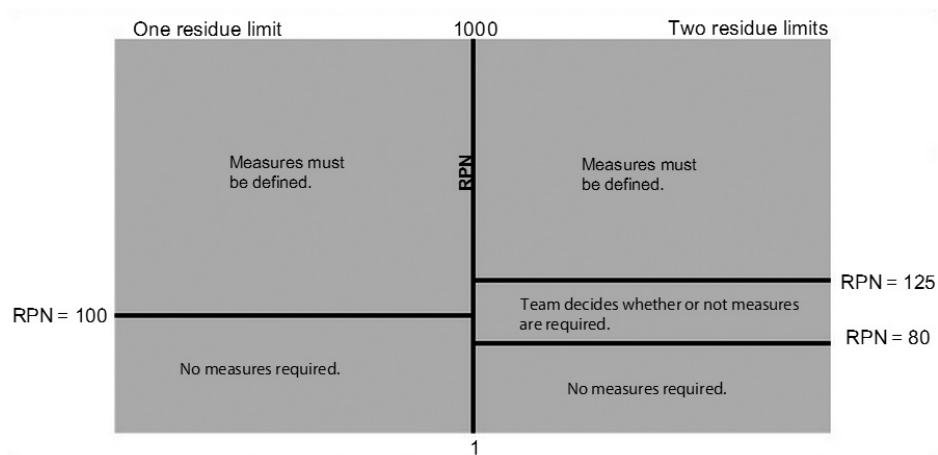 One residue limit
1000
Two residue limits
RPN
Measures must
be defined.
Measures must
be defined.
RPN = 125
Team decides whether or not measures
are required.
RPN = 100
RPN = 80
No measures required.
No measures required.
1